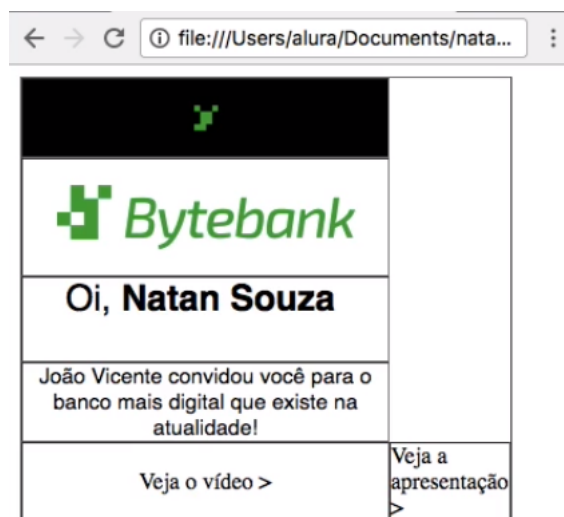 file:///Users/alura/Documents/nata...
Bytebank
Oi, Natan Souza
João Vicente convidou você para o
banco mais digital que existe na
atualidade!
Veja o vídeo >
Veja a
apresentação
>